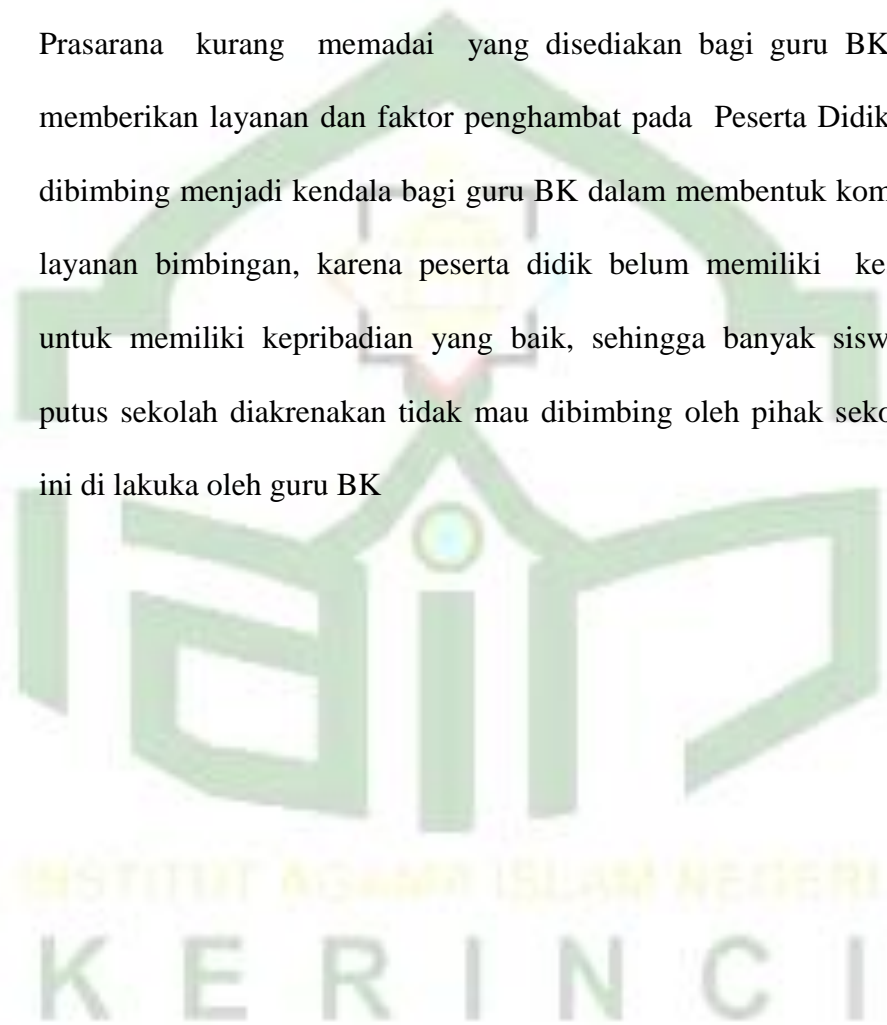 Prasarana kurang memadai yang disediakan bagi guru BK
memberikan layanan dan faktor penghambat pada Peserta Didik
dibimbing menjadi kendala bagi guru BK dalam membentuk kom
layanan bimbingan, karena peserta didik belum memiliki ke
untuk memiliki kepribadian yang baik, sehingga banyak sisw
putus sekolah diakrenakan tidak mau dibimbing oleh pihak seko
ini di lakuka oleh guru BK
iain
INSTITUT AGAMA ISLAM NEGERI
KERINCI